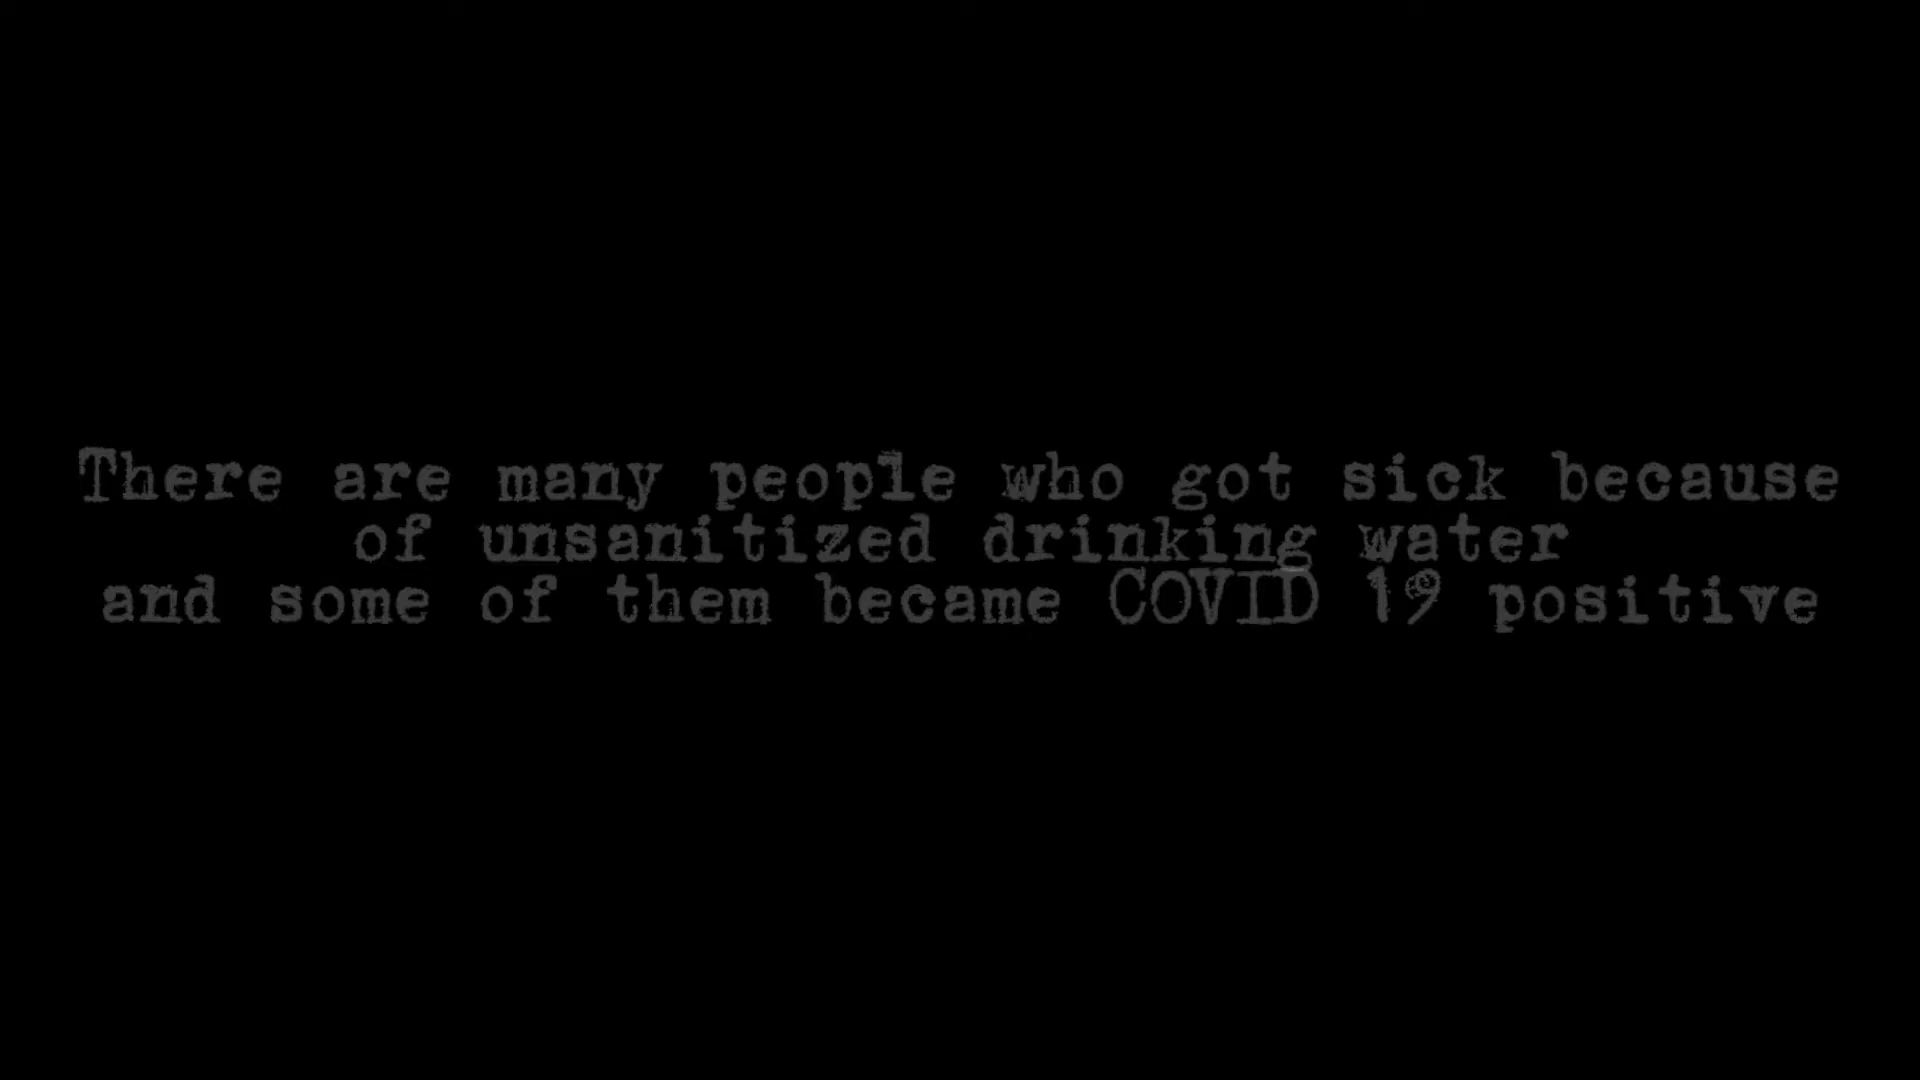 There are many people who got sick because
of unsanitized drinking water
and some of them became COVID 19 positive